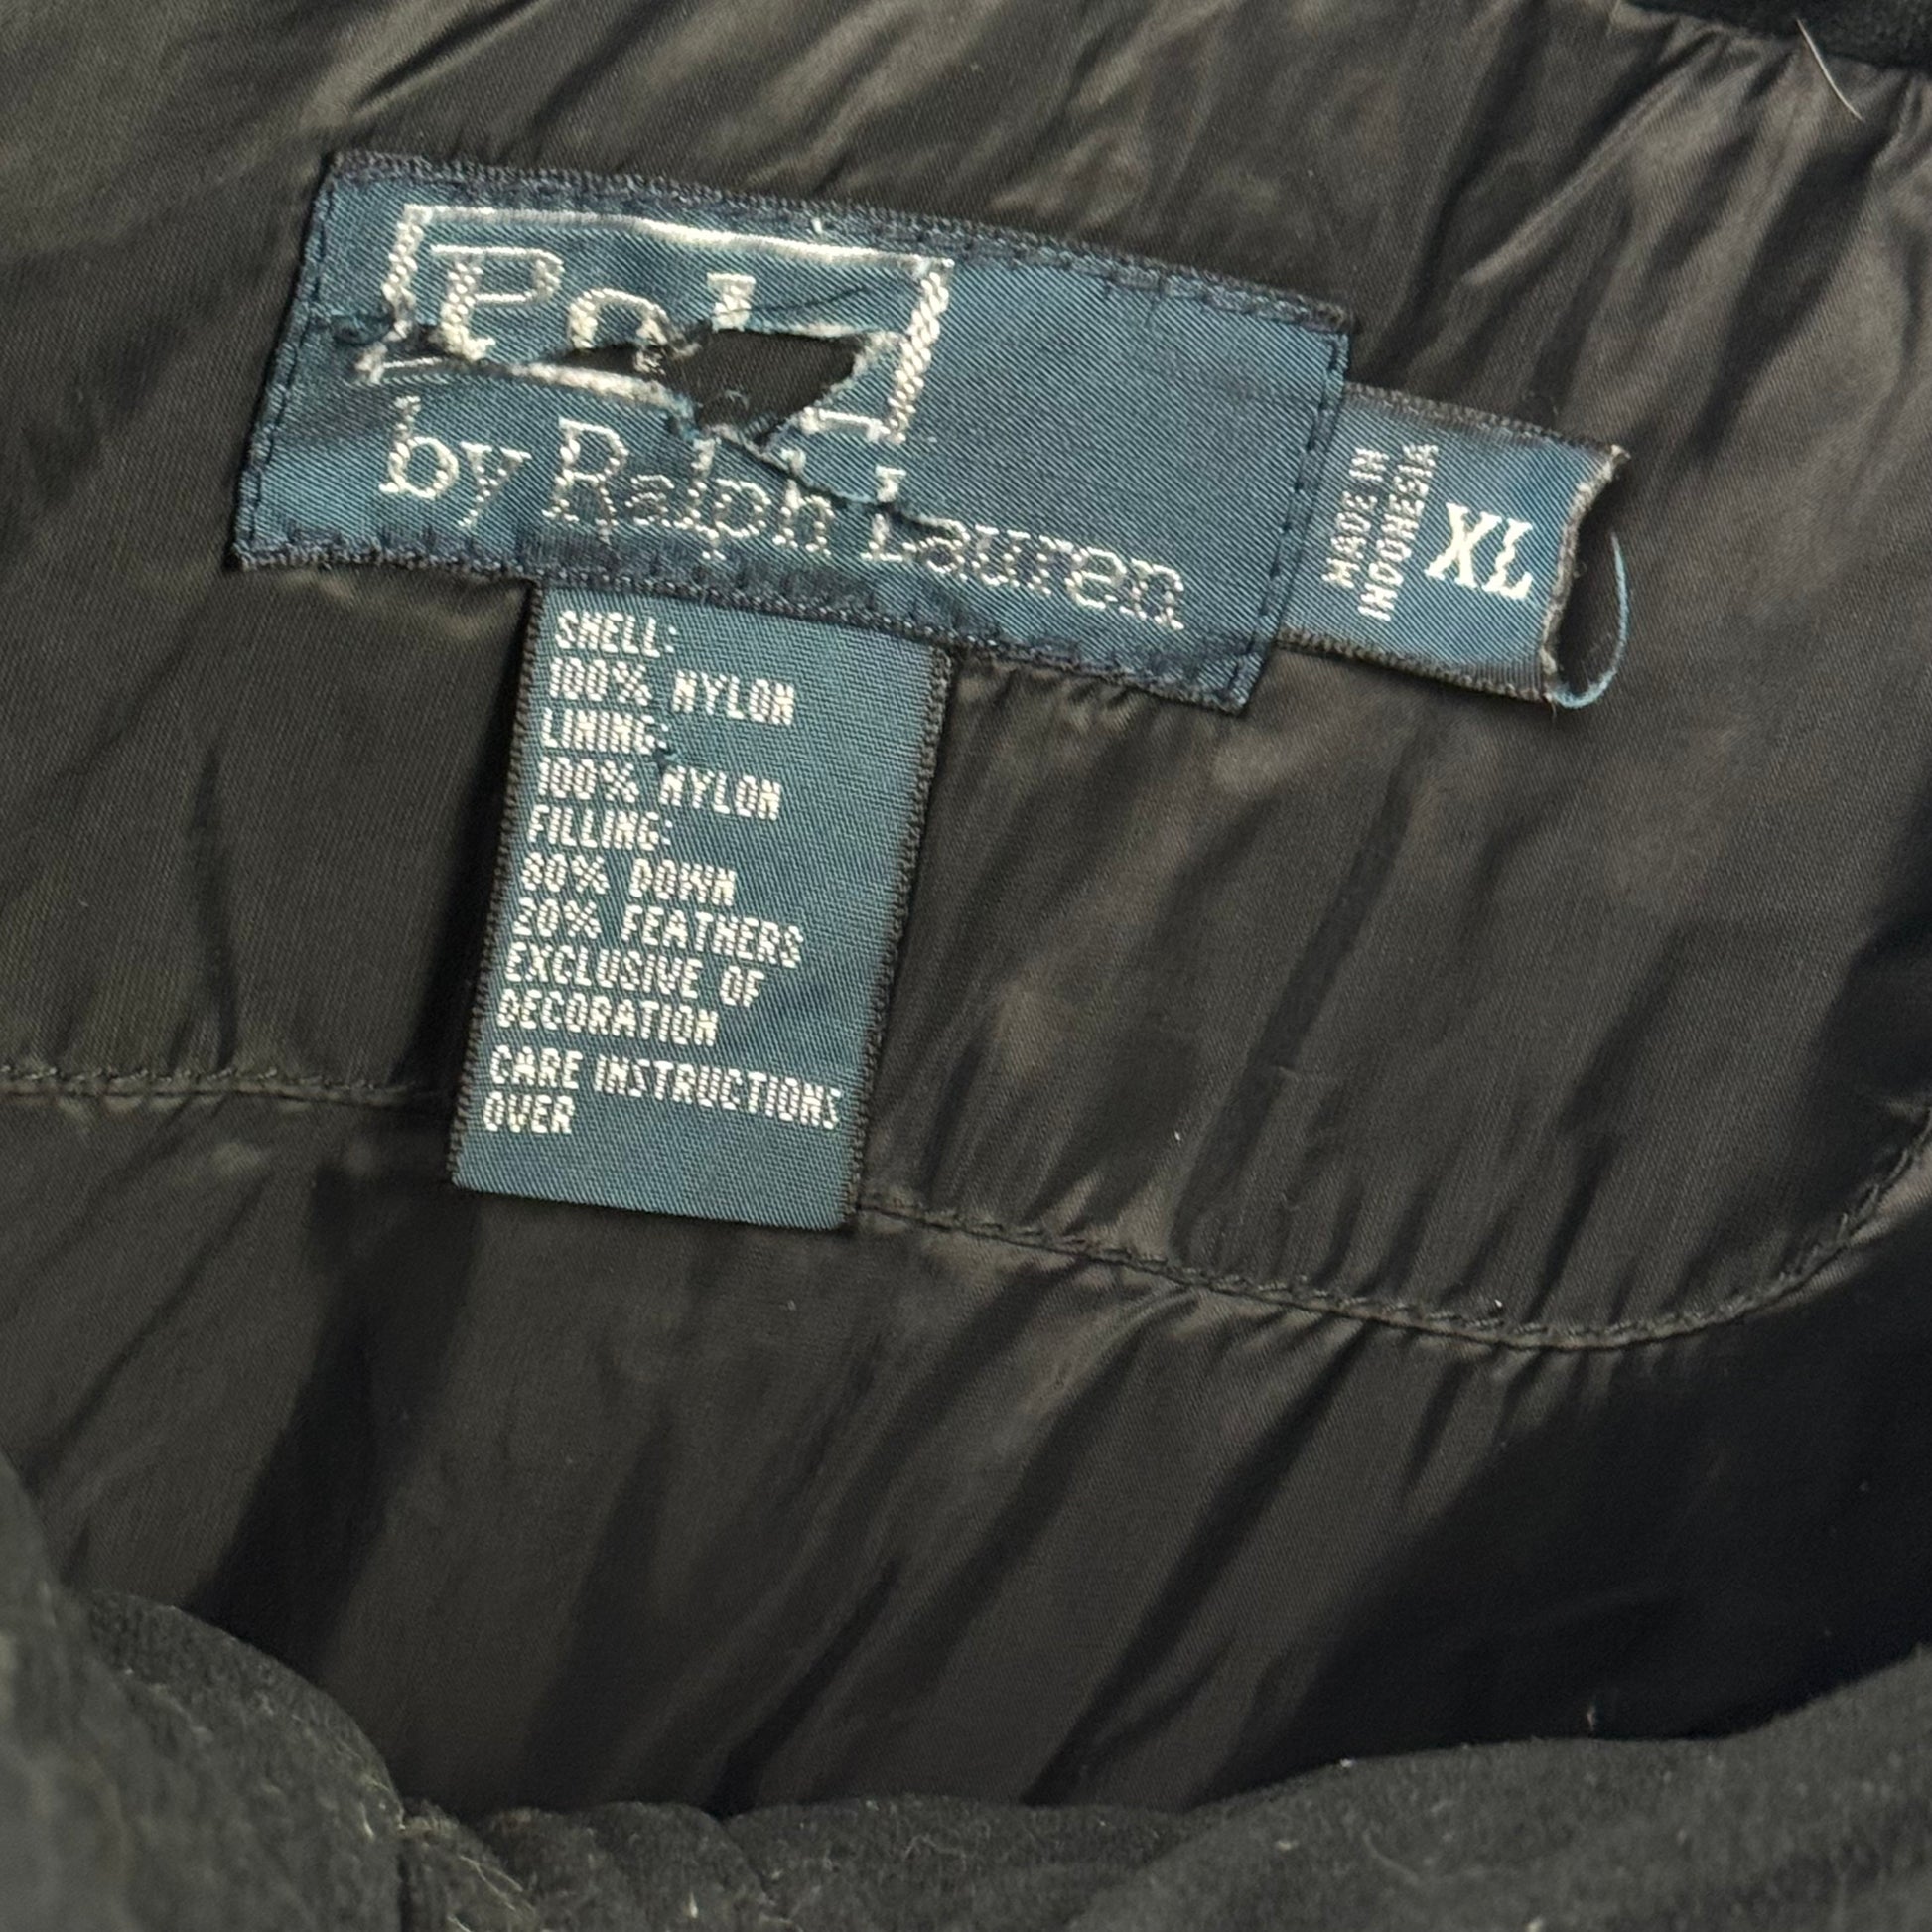 Pol
by Ralph Lauren
MADE IN
INDONESIA
XL
SHELL:
100% NYLON
LINING:
100% NYLON
FILLING:
80% DOWN
20% FEATHERS
EXCLUSIVE OF
DECORATION
CARE INSTRUCTIONS
OVER